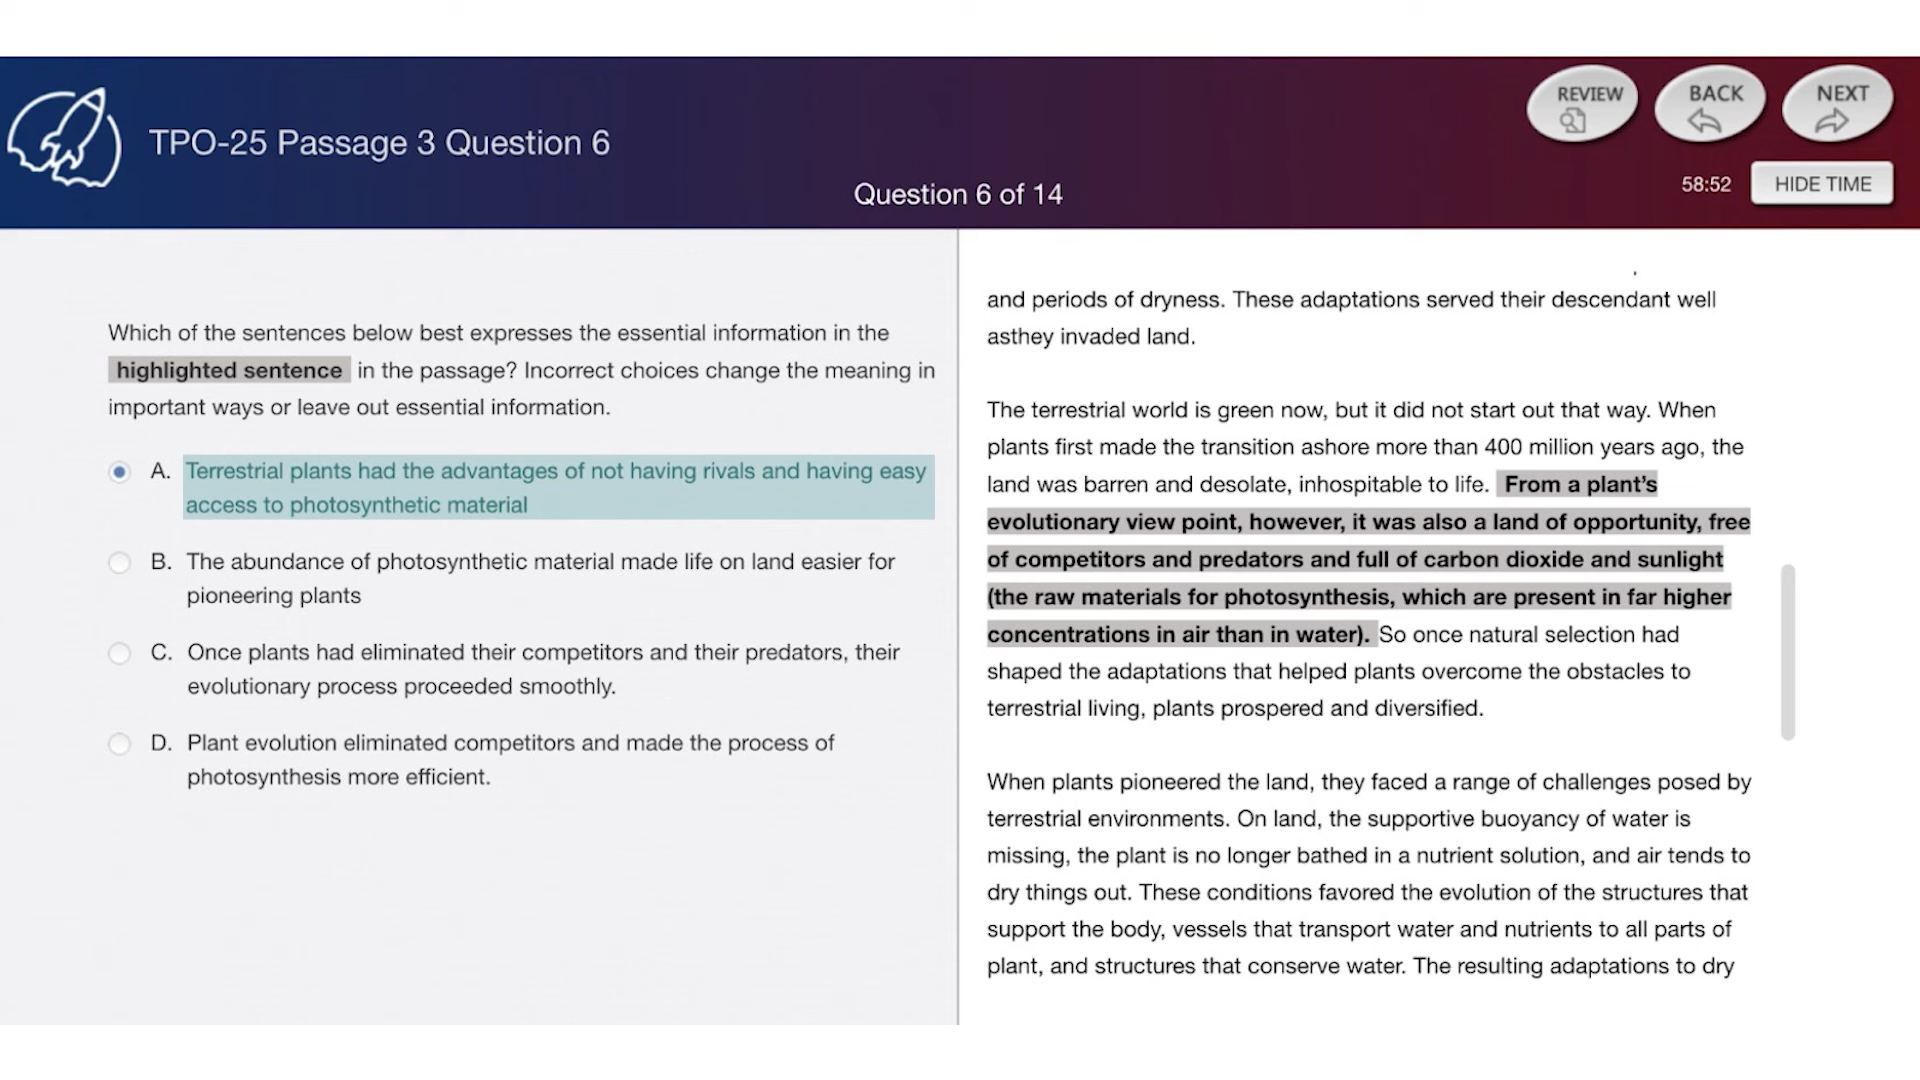 REVIEW
BACK
NEXT
TPO-25 Passage 3 Question 6
58:52
HIDE TIME
Question 6 of 14
Which of the sentences below best expresses the essential information in the
highlighted sentence in the passage? Incorrect choices change the meaning in
important ways or leave out essential information.
A. Terrestrial plants had the advantages of not having rivals and having easy
access to photosynthetic material
B. The abundance of photosynthetic material made life on land easier for
pioneering plants
C. Once plants had eliminated their competitors and their predators, their
evolutionary process proceeded smoothly.
D. Plant evolution eliminated competitors and made the process of
photosynthesis more efficient.
and periods of dryness. These adaptations served their descendant well
asthey invaded land.
The terrestrial world is green now, but it did not start out that way. When
plants first made the transition ashore more than 400 million years ago, the
land was barren and desolate, inhospitable to life. From a plant's
evolutionary view point, however, it was also a land of opportunity, free
of competitors and predators and full of carbon dioxide and sunlight
(the raw materials for photosynthesis, which are present in far higher
concentrations in air than in water). So once natural selection had
shaped the adaptations that helped plants overcome the obstacles to
terrestrial living, plants prospered and diversified.
When plants pioneered the land, they faced a range of challenges posed by
terrestrial environments. On land, the supportive buoyancy of water is
missing, the plant is no longer bathed in a nutrient solution, and air tends to
dry things out. These conditions favored the evolution of the structures that
support the body, vessels that transport water and nutrients to all parts of
plant, and structures that conserve water. The resulting adaptations to dry